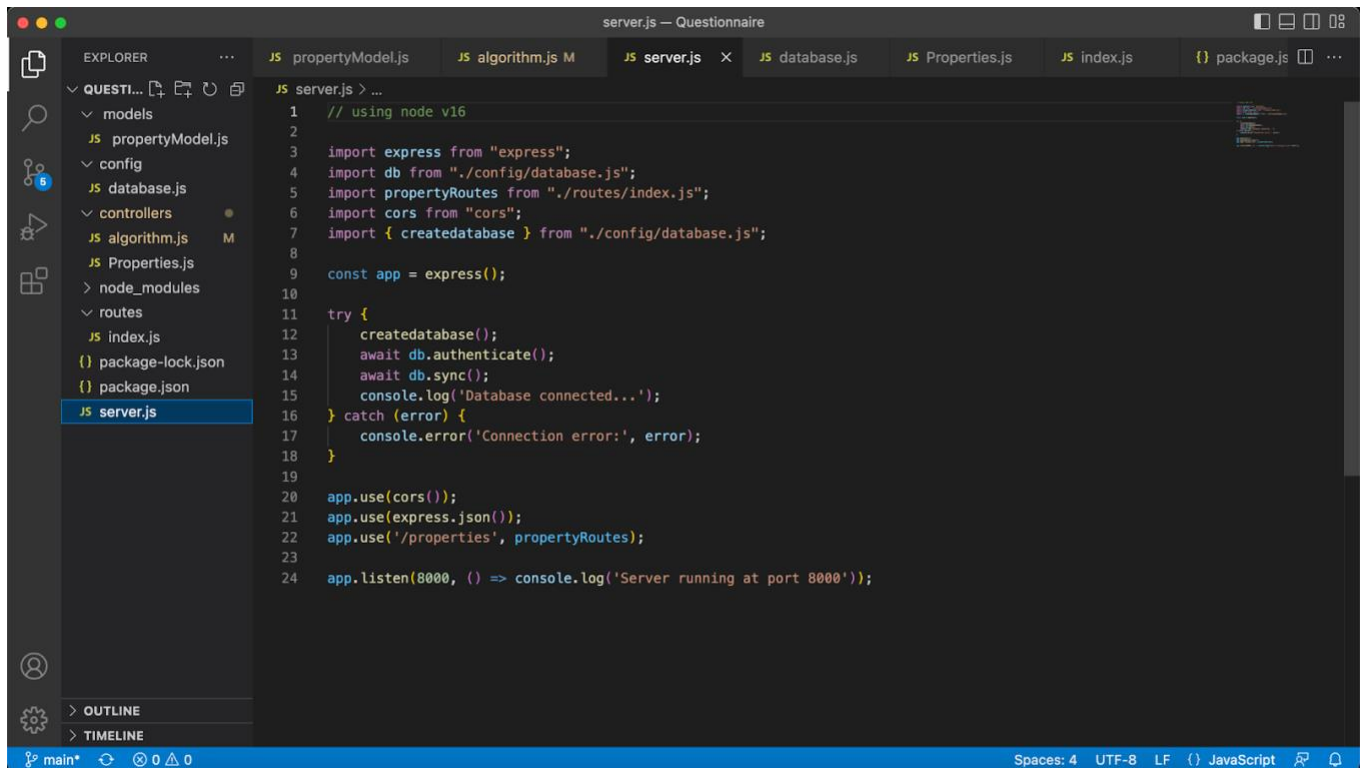 server.js — Questionnaire
EXPLORER
JS propertyModel.js JS algorithm.js M JS server.js JS database.js JS Properties.js JS index.js {} package.js
QUESTI...
models
JS propertyModel.js
config
JS database.js
controllers
JS algorithm.js M
JS Properties.js
node_modules
routes
JS index.js
{} package-lock.json
{} package.json
JS server.js
5
OUTLINE
TIMELINE
JS server.js > ...
1 // using node v16
2
3 import express from "express";
4 import db from "./config/database.js";
5 import propertyRoutes from "./routes/index.js";
6 import cors from "cors";
7 import { createdatabase } from "./config/database.js";
8
9 const app = express();
10
11 try {
12 createdatabase();
13 await db.authenticate();
14 await db.sync();
15 console.log('Database connected...');
16 } catch (error) {
17 console.error('Connection error:', error);
18 }
19
20 app.use(cors());
21 app.use(express.json());
22 app.use('/properties', propertyRoutes);
23
24 app.listen(8000, () => console.log('Server running at port 8000'));
main* 0 0 Spaces: 4 UTF-8 LF {} JavaScript